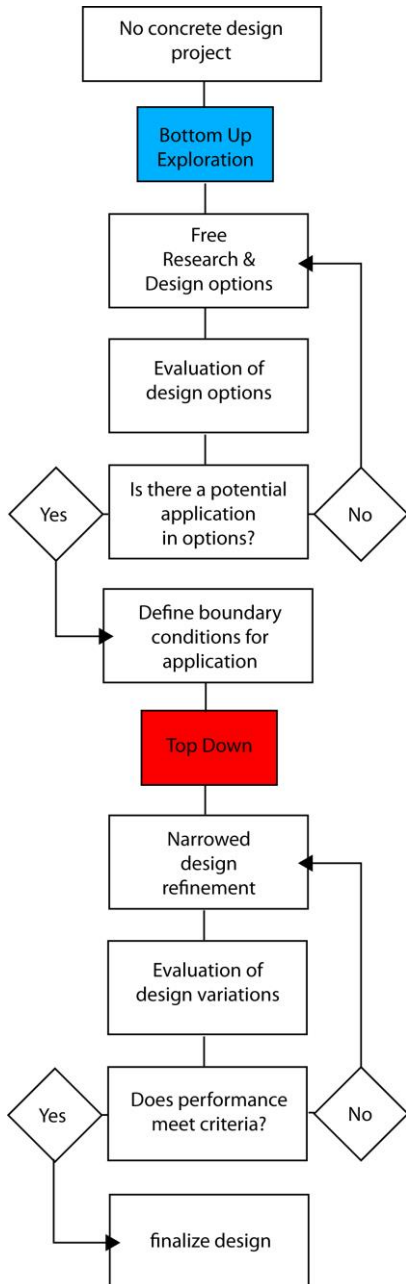 No concrete design
project
Bottom Up
Exploration
Free
Research &
Design options
Evaluation of
design options
Yes
Is there a potential
application
in options?
No
Define boundary
conditions for
application
Top Down
Narrowed
design
refinement
Evaluation of
design variations
Yes
Does performance
meet criteria?
No
finalize design